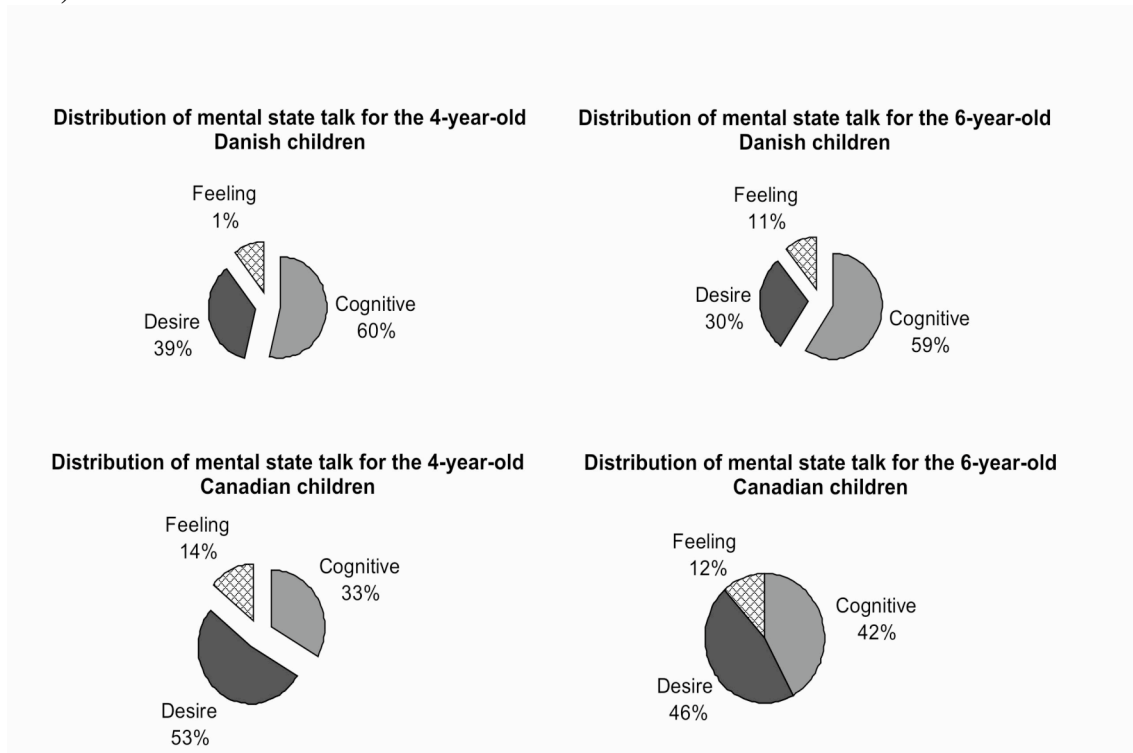 Distribution of mental state talk for the 4-year-old
Danish children
Feeling
1%
Cognitive
60%
Desire
39%
Distribution of mental state talk for the 6-year-old
Danish children
Feeling
11%
Desire
30%
Cognitive
59%
Distribution of mental state talk for the 4-year-old
Canadian children
Feeling
14%
Cognitive
33%
Desire
53%
Distribution of mental state talk for the 6-year-old
Canadian children
Feeling
12%
Cognitive
42%
Desire
46%